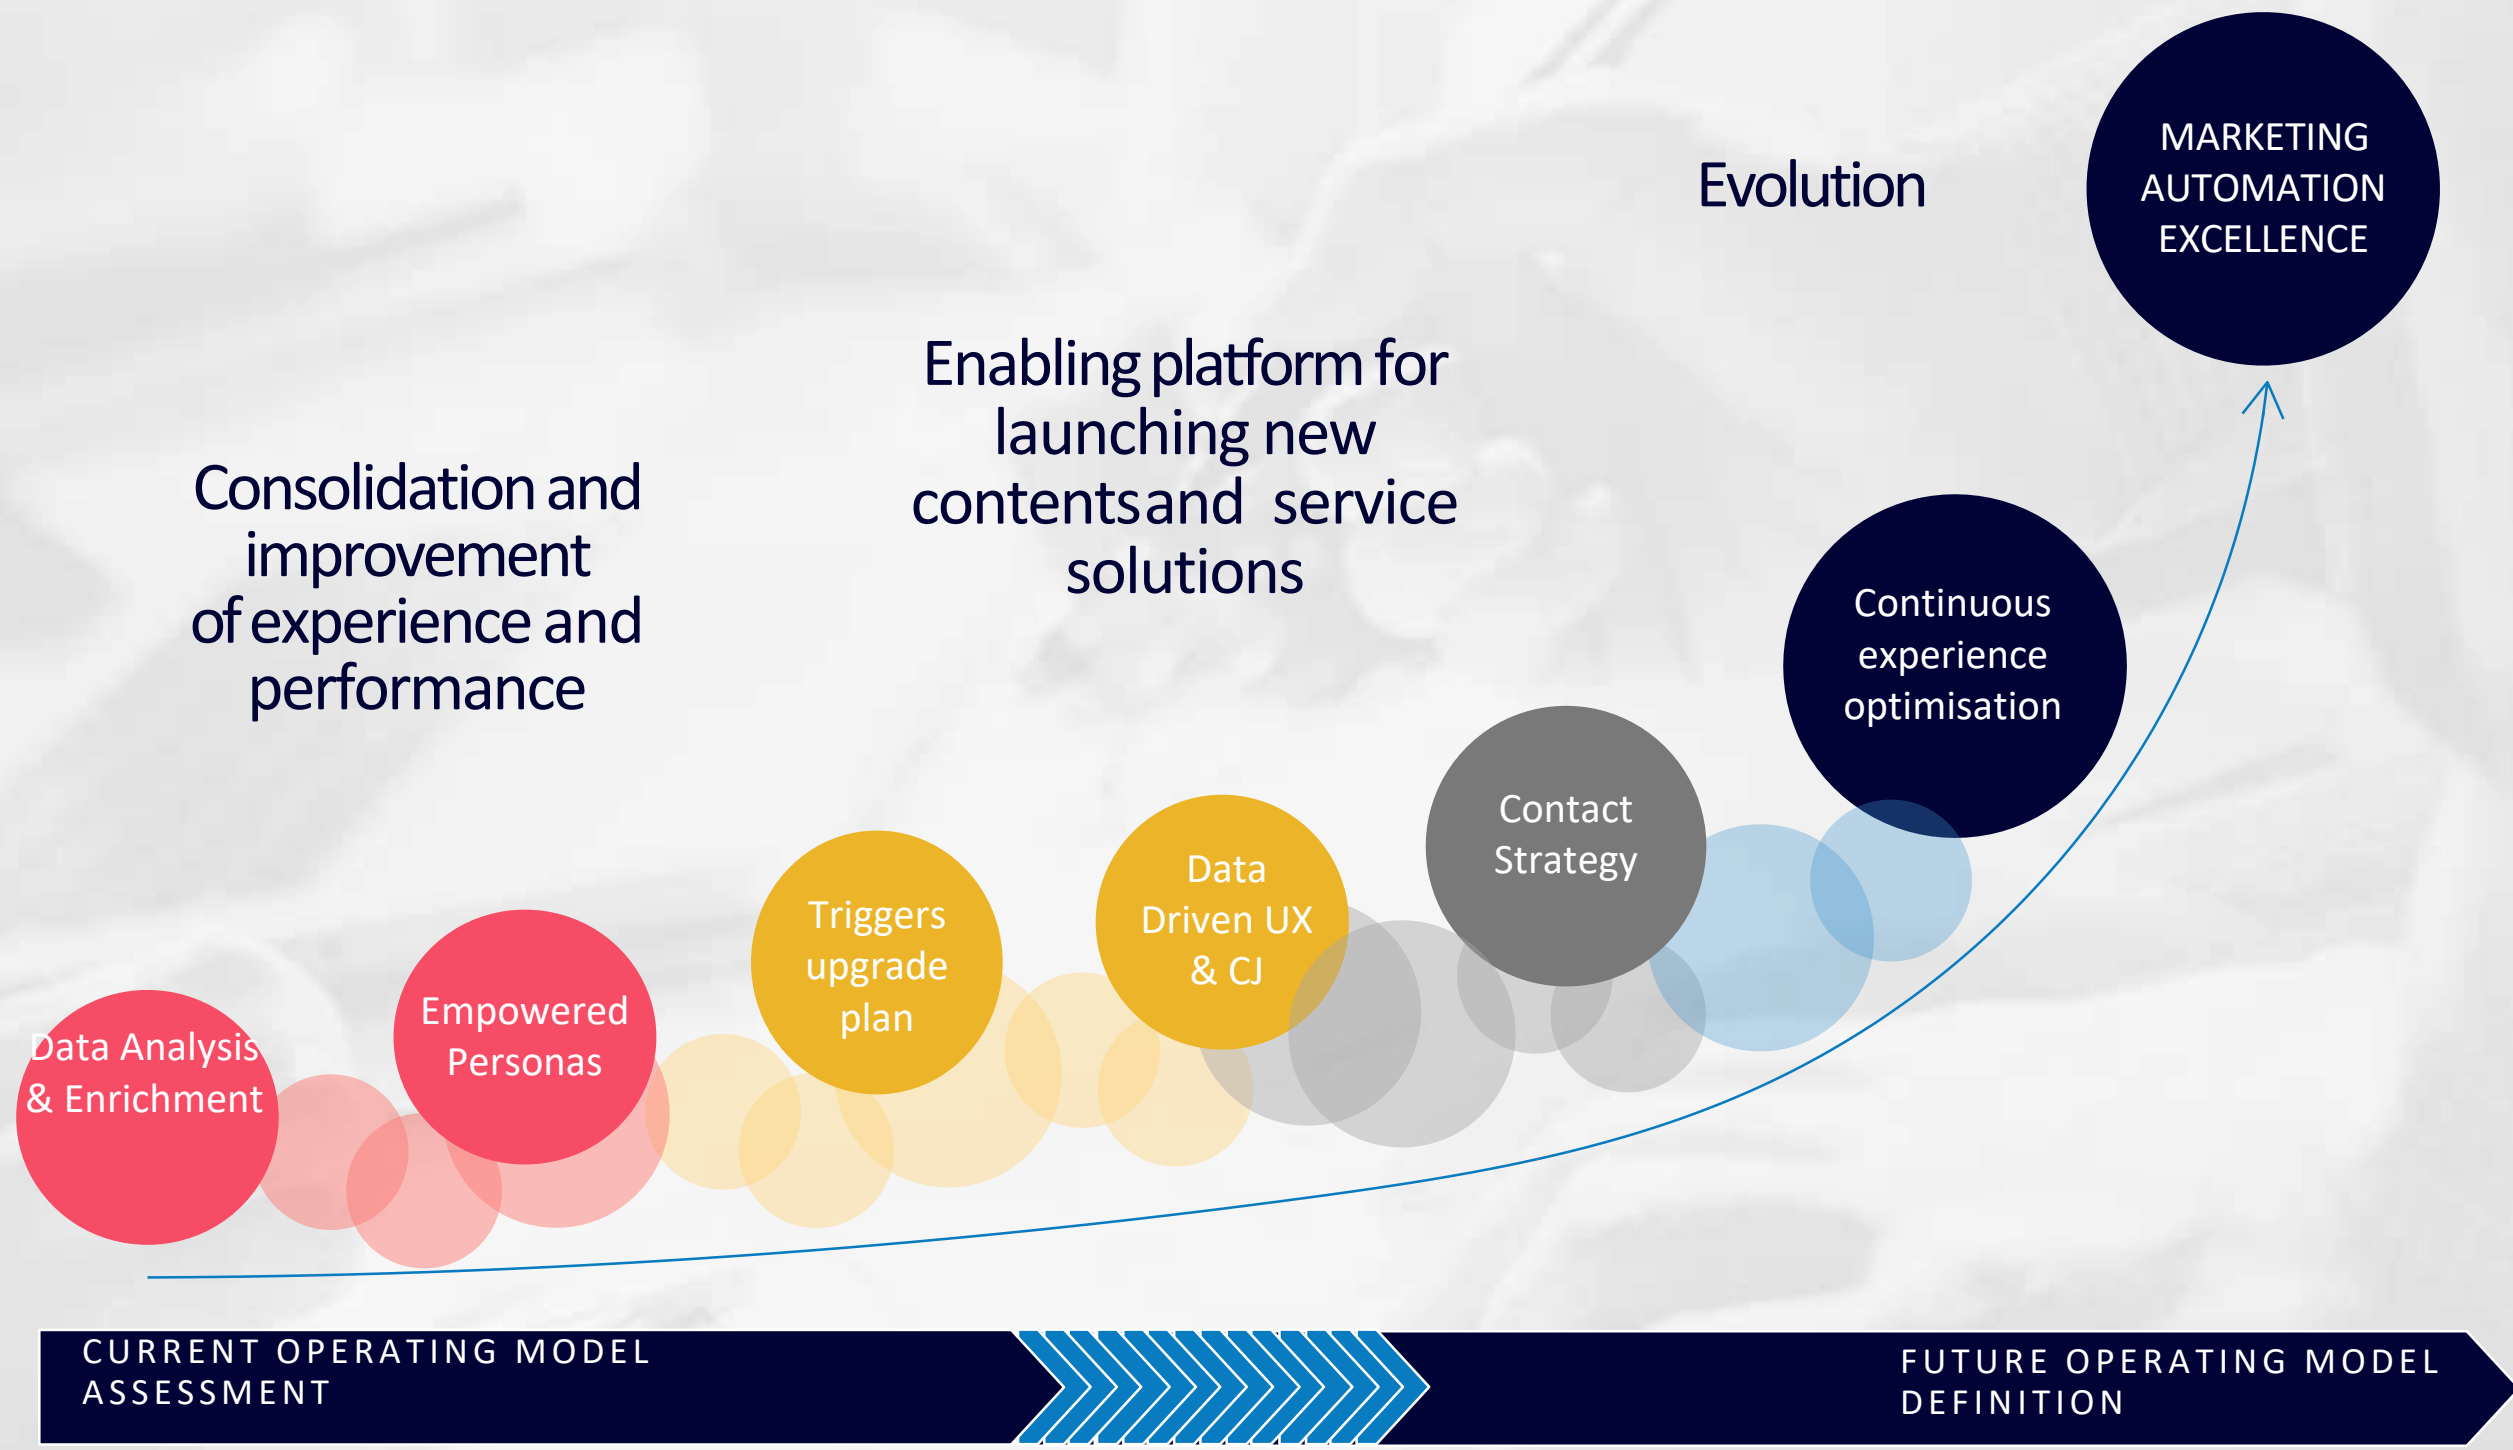 MARKETING
AUTOMATION
EXCELLENCE
Evolution
Enabling platform for
launching new
contents and service
solutions
Consolidation and
improvement
of experience and
performance
Continuous
experience
optimisation
Contact
Strategy
Data
Driven UX
& CJ
Triggers
upgrade
plan
Empowered
Personas
Data Analysis
& Enrichment
CURRENT OPERATING MODEL
ASSESSMENT
FUTURE OPERATING MODEL
DEFINITION